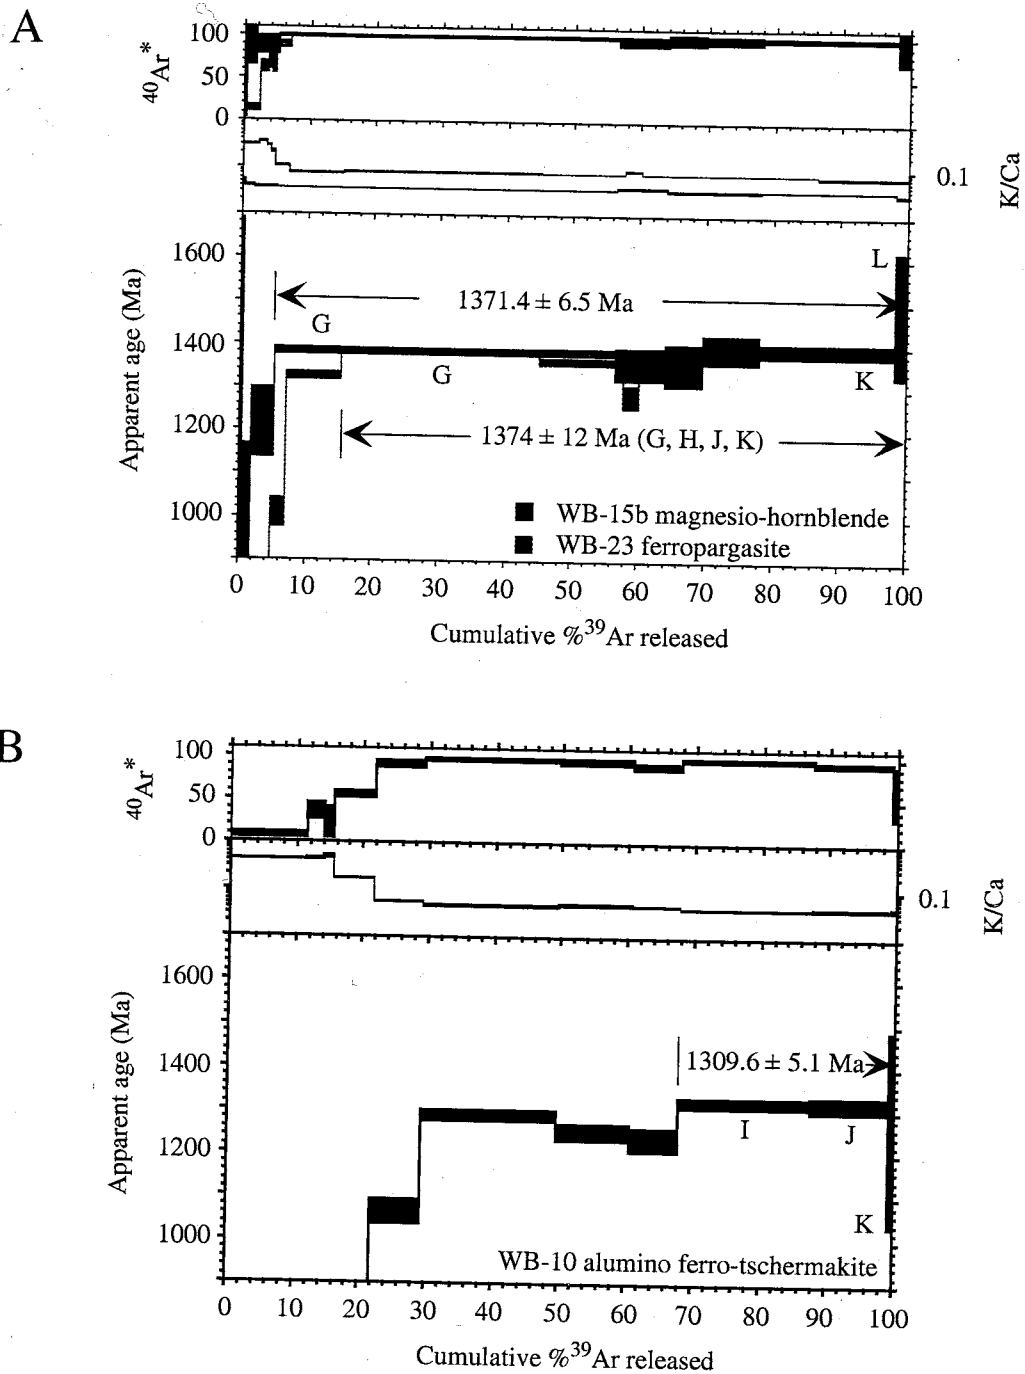 A
100
50
0
40Ar*
0.1
K/Ca
1600
1400
1200
1000
Apparent age (Ma)
L
1371.4 ± 6.5 Ma
G
G
K
1374 ± 12 Ma (G, H, J, K)
WB-15b magnesio-hornblende
WB-23 ferropargasite
0 10 20 30 40 50 60 70 80 90 100
Cumulative %39Ar released
B
100
50
0
40Ar*
0.1
K/Ca
1600
1400
1200
1000
Apparent age (Ma)
1309.6 ± 5.1 Ma
I
J
K
WB-10 alumino ferro-tschermakite
0 10 20 30 40 50 60 70 80 90 100
Cumulative %39Ar released